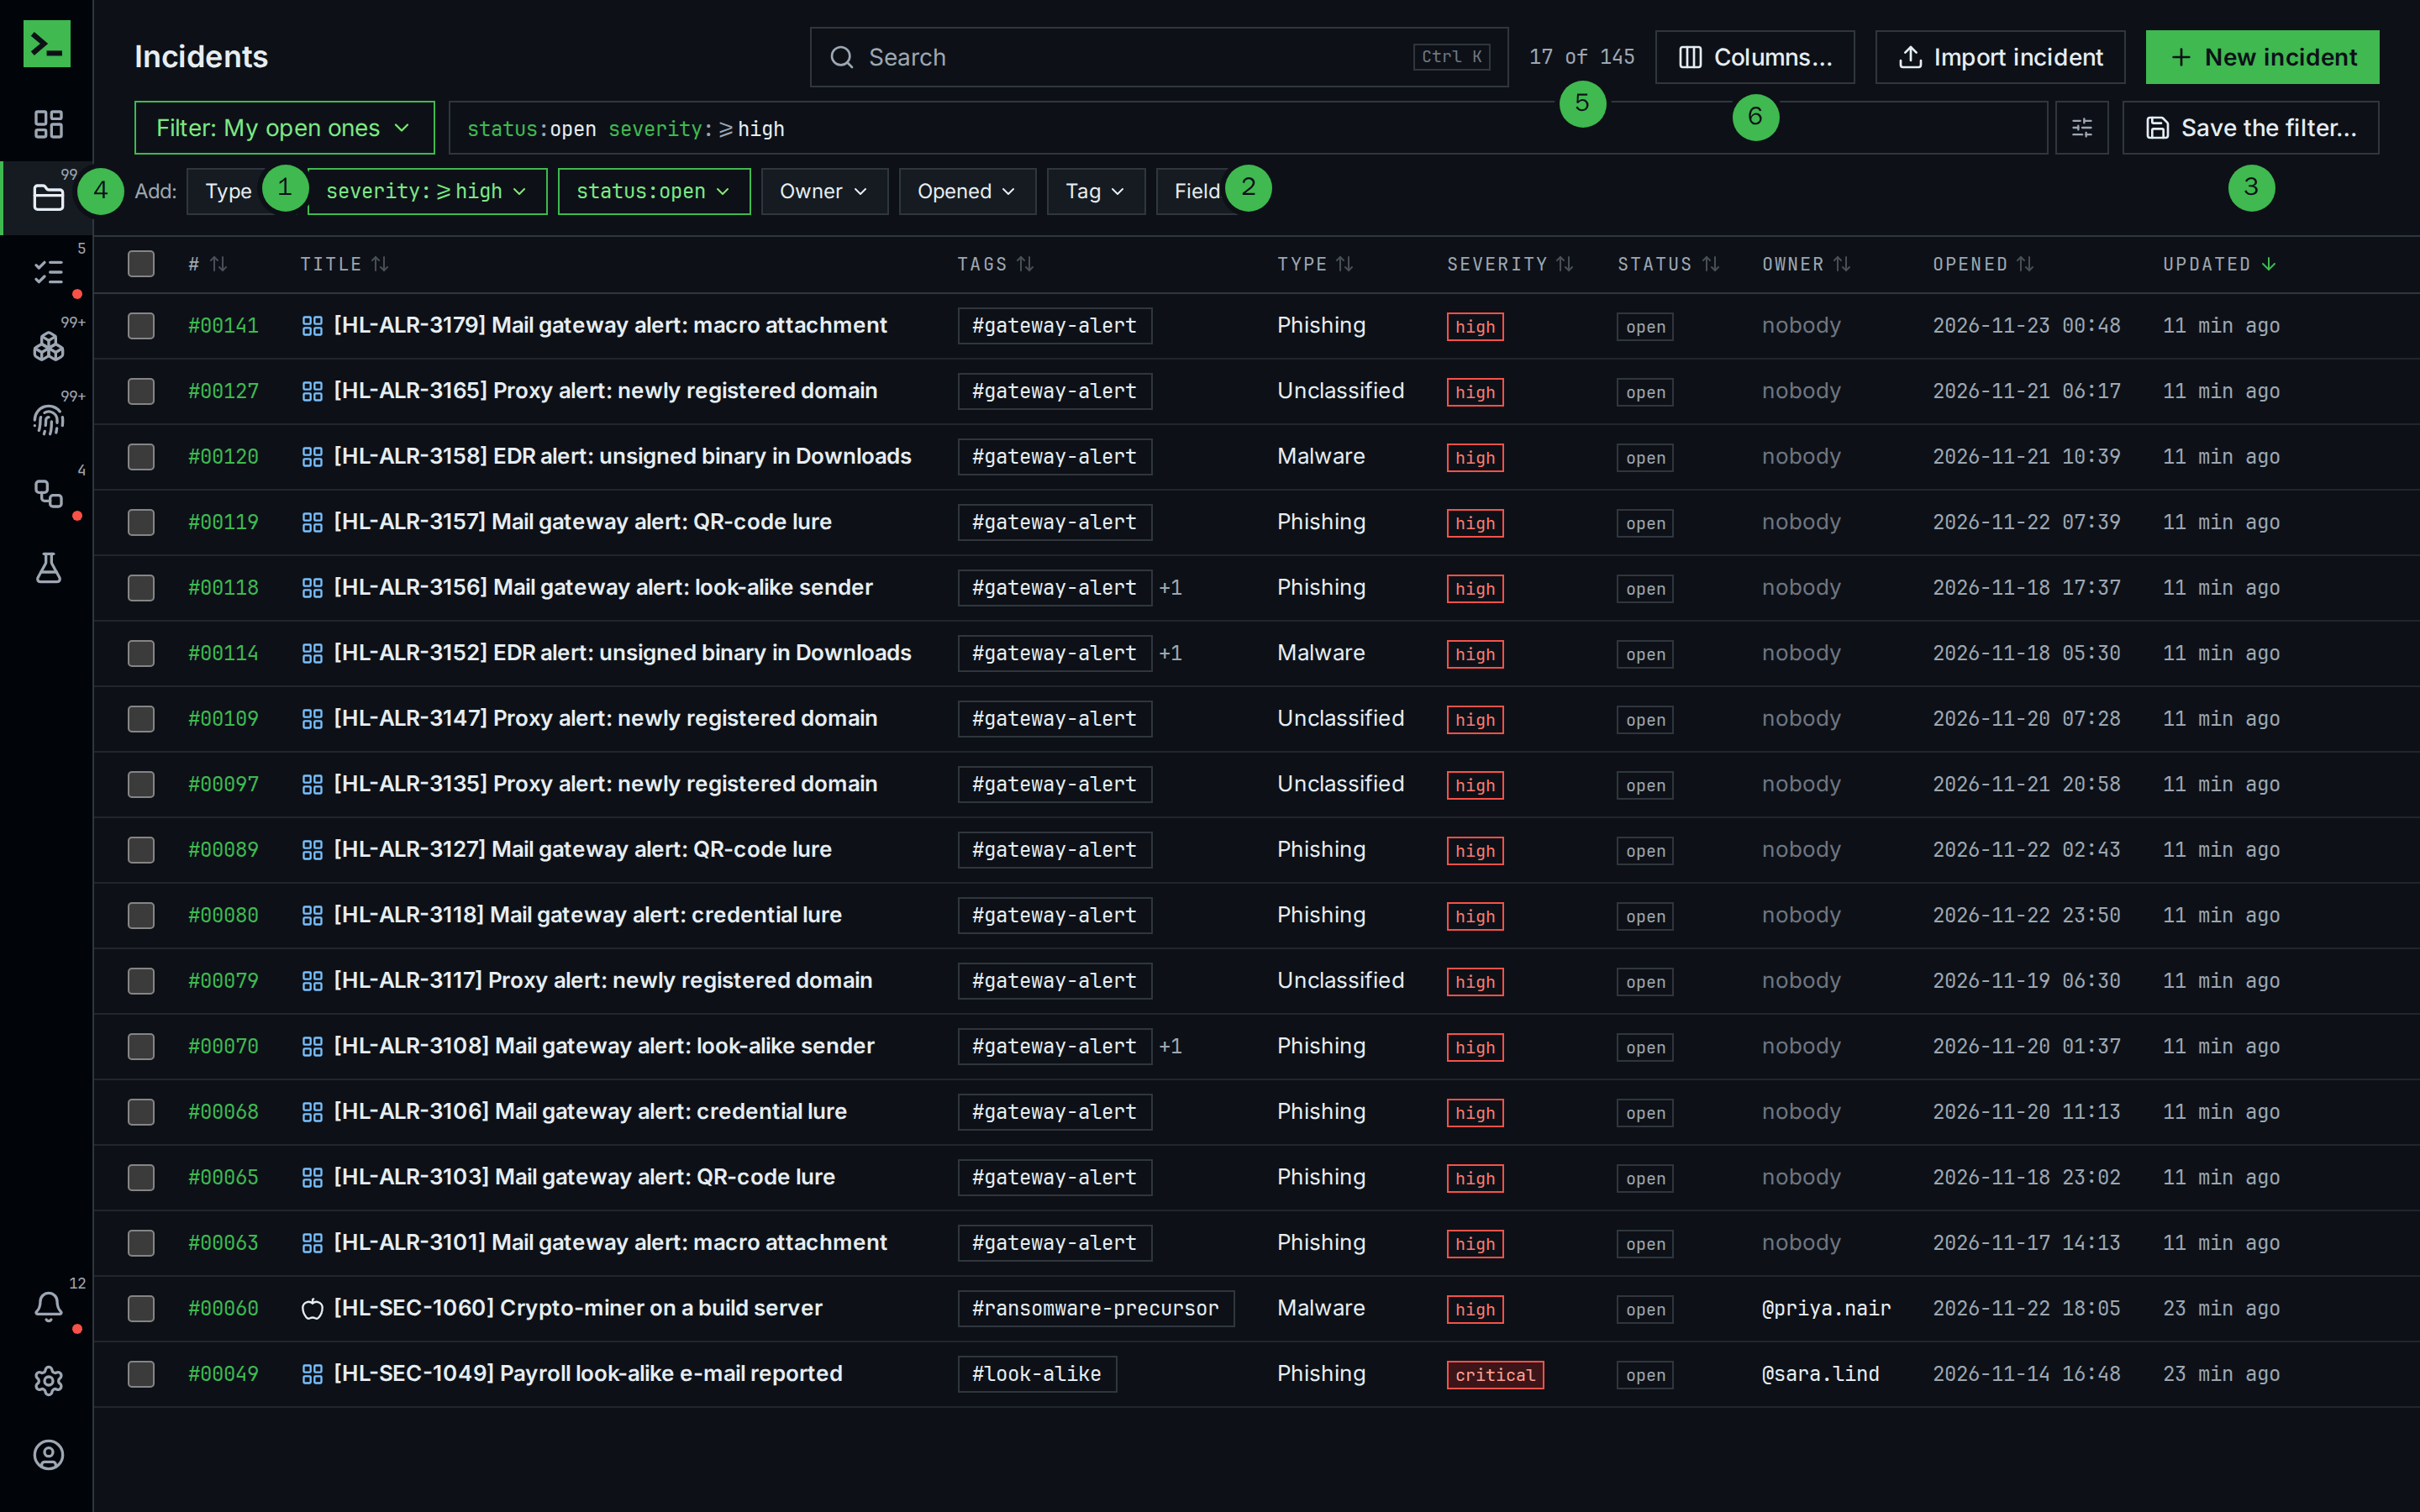 Incidents
Search
Ctrl K
17 of 145
Columns...
Import incident
New incident
5
6
Filter: My open ones
status:open severity:⩾high
Save the filter...
99
4
Add:
Type
1
severity:⩾high
status:open
Owner
Opened
Tag
Field
2
3
5
99+
99+
4
12
# TITLE TAGS TYPE SEVERITY STATUS OWNER OPENED UPDATED
#00141 [HL-ALR-3179] Mail gateway alert: macro attachment #gateway-alert Phishing high open nobody 2026-11-23 00:48 11 min ago
#00127 [HL-ALR-3165] Proxy alert: newly registered domain #gateway-alert Unclassified high open nobody 2026-11-21 06:17 11 min ago
#00120 [HL-ALR-3158] EDR alert: unsigned binary in Downloads #gateway-alert Malware high open nobody 2026-11-21 10:39 11 min ago
#00119 [HL-ALR-3157] Mail gateway alert: QR-code lure #gateway-alert Phishing high open nobody 2026-11-22 07:39 11 min ago
#00118 [HL-ALR-3156] Mail gateway alert: look-alike sender #gateway-alert +1 Phishing high open nobody 2026-11-18 17:37 11 min ago
#00114 [HL-ALR-3152] EDR alert: unsigned binary in Downloads #gateway-alert +1 Malware high open nobody 2026-11-18 05:30 11 min ago
#00109 [HL-ALR-3147] Proxy alert: newly registered domain #gateway-alert Unclassified high open nobody 2026-11-20 07:28 11 min ago
#00097 [HL-ALR-3135] Proxy alert: newly registered domain #gateway-alert Unclassified high open nobody 2026-11-21 20:58 11 min ago
#00089 [HL-ALR-3127] Mail gateway alert: QR-code lure #gateway-alert Phishing high open nobody 2026-11-22 02:43 11 min ago
#00080 [HL-ALR-3118] Mail gateway alert: credential lure #gateway-alert Phishing high open nobody 2026-11-22 23:50 11 min ago
#00079 [HL-ALR-3117] Proxy alert: newly registered domain #gateway-alert Unclassified high open nobody 2026-11-19 06:30 11 min ago
#00070 [HL-ALR-3108] Mail gateway alert: look-alike sender #gateway-alert +1 Phishing high open nobody 2026-11-20 01:37 11 min ago
#00068 [HL-ALR-3106] Mail gateway alert: credential lure #gateway-alert Phishing high open nobody 2026-11-20 11:13 11 min ago
#00065 [HL-ALR-3103] Mail gateway alert: QR-code lure #gateway-alert Phishing high open nobody 2026-11-18 23:02 11 min ago
#00063 [HL-ALR-3101] Mail gateway alert: macro attachment #gateway-alert Phishing high open nobody 2026-11-17 14:13 11 min ago
#00060 [HL-SEC-1060] Crypto-miner on a build server #ransomware-precursor Malware high open @priya.nair 2026-11-22 18:05 23 min ago
#00049 [HL-SEC-1049] Payroll look-alike e-mail reported #look-alike Phishing critical open @sara.lind 2026-11-14 16:48 23 min ago